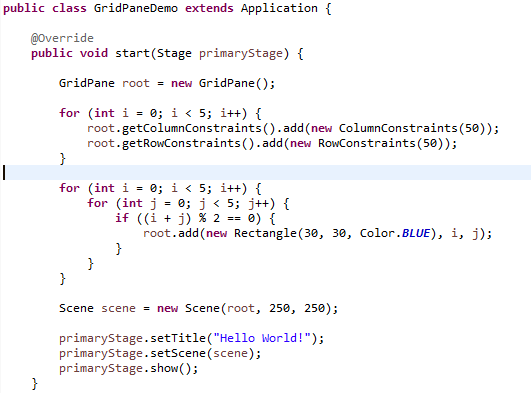 public class GridPaneDemo extends Application {
@Override
public void start(Stage primaryStage) {
GridPane root = new GridPane();
for (int i = 0; i < 5; i++) {
root.getColumnConstraints().add(new ColumnConstraints(50));
root.getRowConstraints().add(new RowConstraints(50));
}
for (int i = 0; i < 5; i++) {
for (int j = 0; j < 5; j++) {
if ((i + j) % 2 == 0) {
root.add(new Rectangle(30, 30, Color.BLUE), i, j);
}
}
}
Scene scene = new Scene(root, 250, 250);
primaryStage.setTitle("Hello World!");
primaryStage.setScene(scene);
primaryStage.show();
}